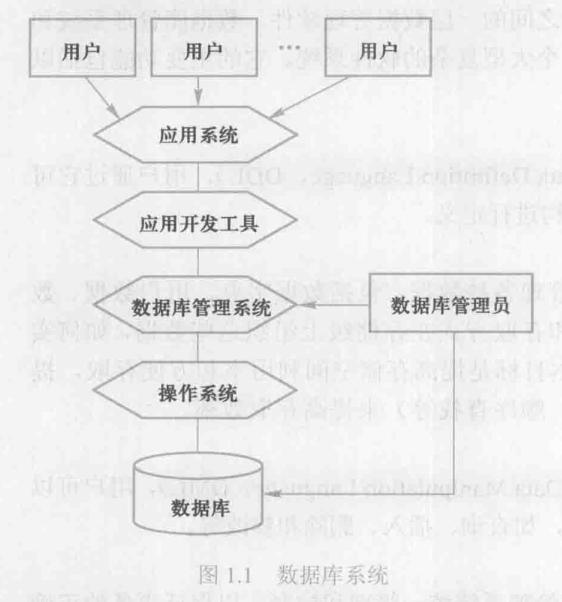 用户 用户 … 用户
应用系统
应用开发工具
数据库管理系统 数据库管理员
操作系统
数据库
图 1.1 数据库系统